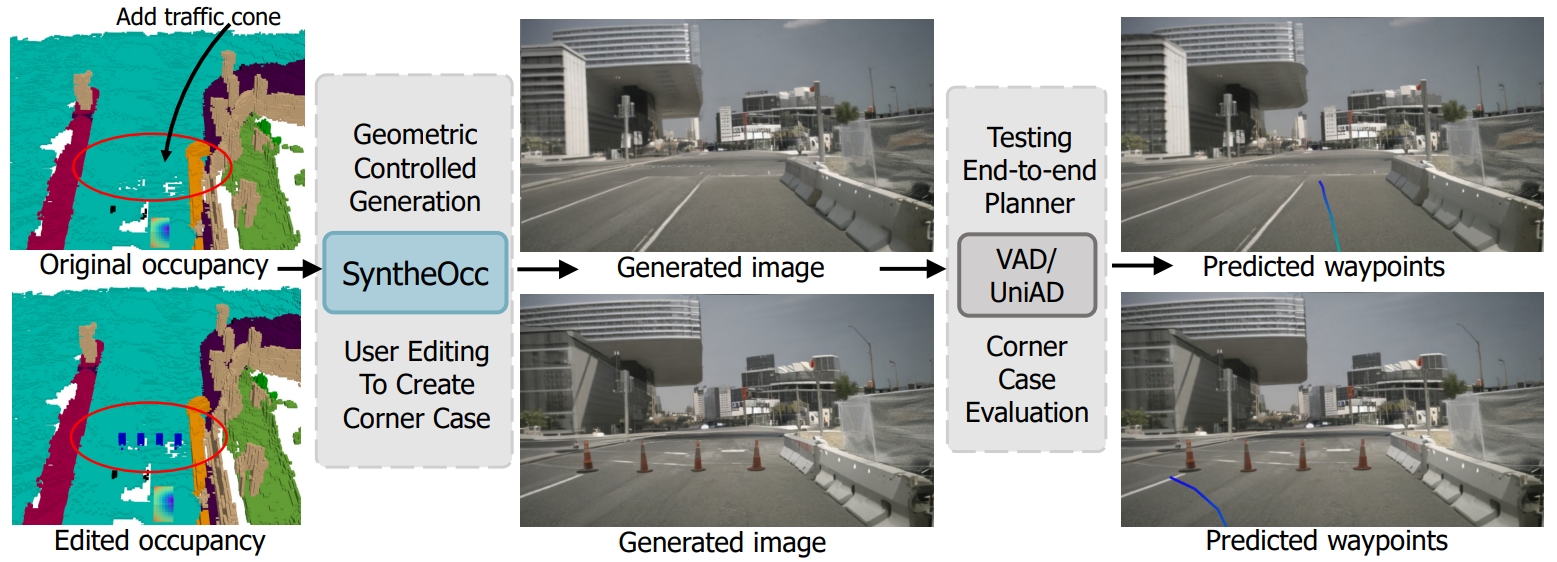 Add traffic cone
Original occupancy
Edited occupancy
Geometric
Controlled
Generation
SyntheOcc
User Editing
To Create
Corner Case
Generated image
Generated image
Testing
End-to-end
Planner
VAD/
UniAD
Corner
Case
Evaluation
Predicted waypoints
Predicted waypoints